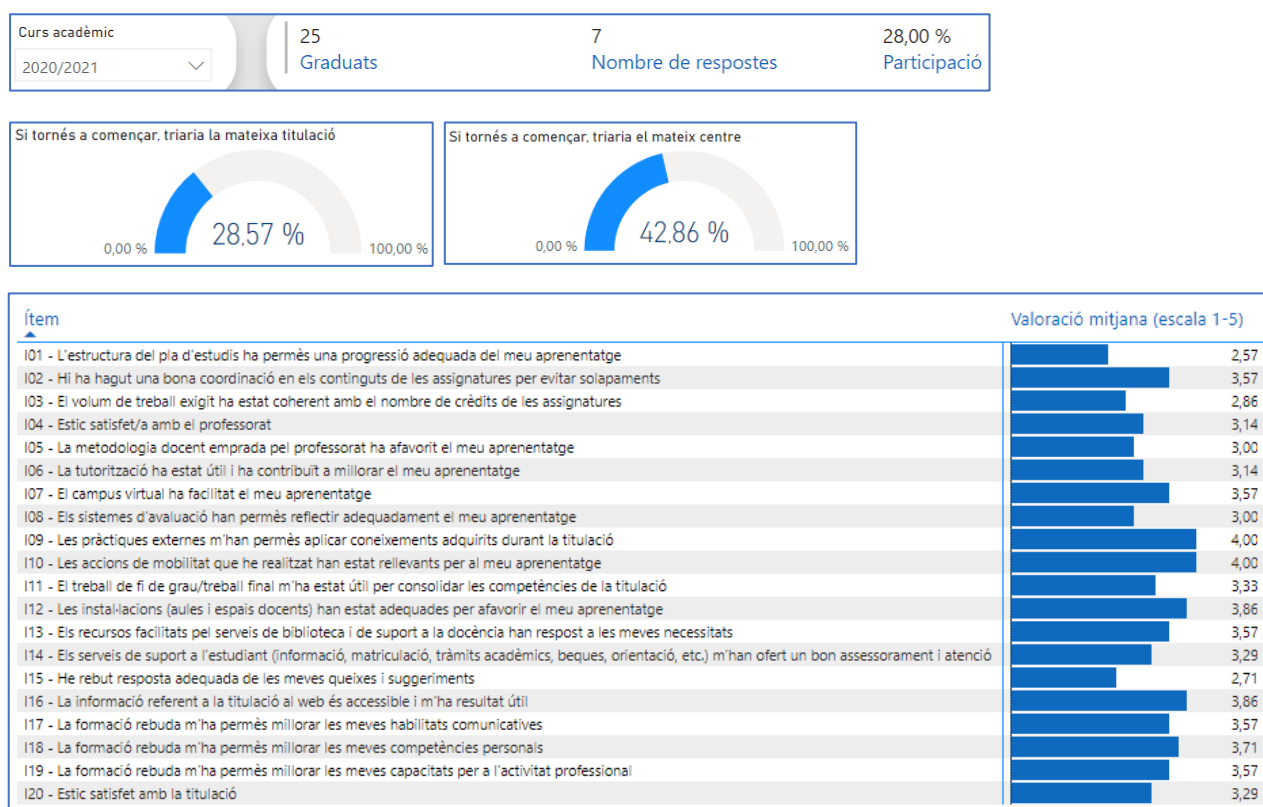 Curs acadèmic
2020/2021
25
Graduats
7
Nombre de respostes
28,00 %
Participació
Si tornés a començar, triaria la mateixa titulació
28,57 %
0,00 %
100,00 %
Si tornés a començar, triaria el mateix centre
42,86 %
0,00 %
100,00 %
Ítem Valoració mitjana (escala 1-5)
I01 - L'estructura del pla d'estudis ha permès una progressió adequada del meu aprenentatge 2,57
I02 - Hi ha hagut una bona coordinació en els continguts de les assignatures per evitar solapaments 3,57
I03 - El volum de treball exigit ha estat coherent amb el nombre de crèdits de les assignatures 2,86
I04 - Estic satisfet/a amb el professorat 3,14
I05 - La metodologia docent emprada pel professorat ha afavorit el meu aprenentatge 3,00
I06 - La tutorització ha estat útil i ha contribuït a millorar el meu aprenentatge 3,14
I07 - El campus virtual ha facilitat el meu aprenentatge 3,57
I08 - Els sistemes d'avaluació han permès reflectir adequadament el meu aprenentatge 3,00
I09 - Les pràctiques externes m'han permès aplicar coneixements adquirits durant la titulació 4,00
I10 - Les accions de mobilitat que he realitzat han estat rellevants per al meu aprenentatge 4,00
I11 - El treball de fi de grau/treball final m'ha estat útil per consolidar les competències de la titulació 3,33
I12 - Les instal·lacions (aules i espais docents) han estat adequades per afavorir el meu aprenentatge 3,86
I13 - Els recursos facilitats pel serveis de biblioteca i de suport a la docència han respost a les meves necessitats 3,57
I14 - Els serveis de suport a l'estudiant (informació, matriculació, tràmits acadèmics, beques, orientació, etc.) m'han ofert un bon assessorament i atenció 3,29
I15 - He rebut resposta adequada de les meves queixes i suggeriments 2,71
I16 - La informació referent a la titulació al web és accessible i m'ha resultat útil 3,86
I17 - La formació rebuda m'ha permès millorar les meves habilitats comunicatives 3,57
I18 - La formació rebuda m'ha permès millorar les meves competències personals 3,71
I19 - La formació rebuda m'ha permès millorar les meves capacitats per a l'activitat professional 3,57
I20 - Estic satisfet amb la titulació 3,29